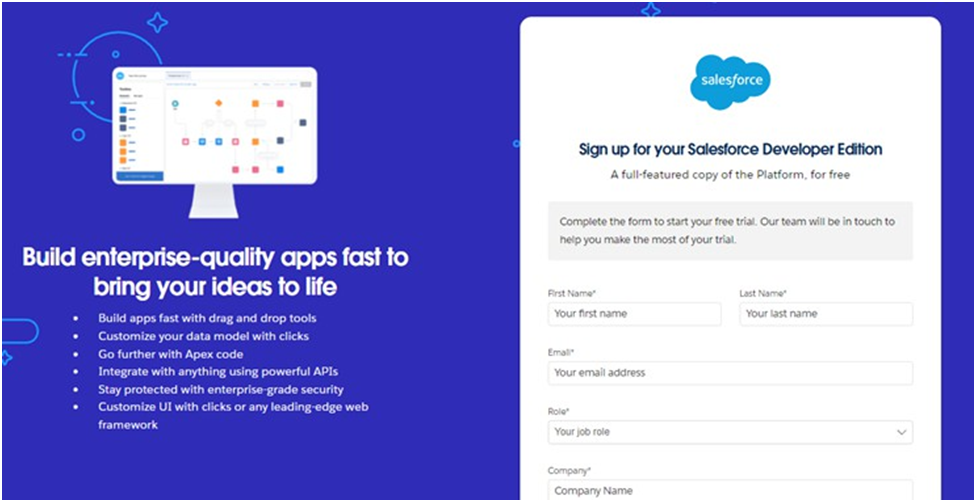 Build enterprise-quality apps fast to
bring your ideas to life
• Build apps fast with drag and drop tools
• Customize your data model with clicks
• Go further with Apex code
• Integrate with anything using powerful APIs
• Stay protected with enterprise-grade security
• Customize UI with clicks or any leading-edge web
framework
salesforce
Sign up for your Salesforce Developer Edition
A full-featured copy of the Platform, for free
Complete the form to start your free trial. Our team will be in touch to
help you make the most of your trial.
First Name* Last Name*
Your first name Your last name
Email*
Your email address
Role*
Your job role
Company*
Company Name